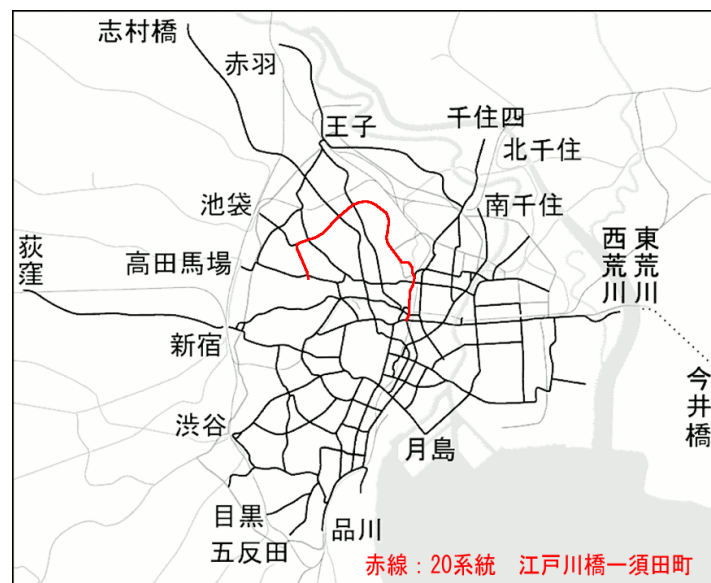 志村橋
赤羽
王子
千住四
北千住
池袋
南千住
荻窪
高田馬場
西荒川
東荒川
新宿
今井橋
渋谷
月島
目黒
品川
五反田
赤線：20系統　江戸川橋ー須田町